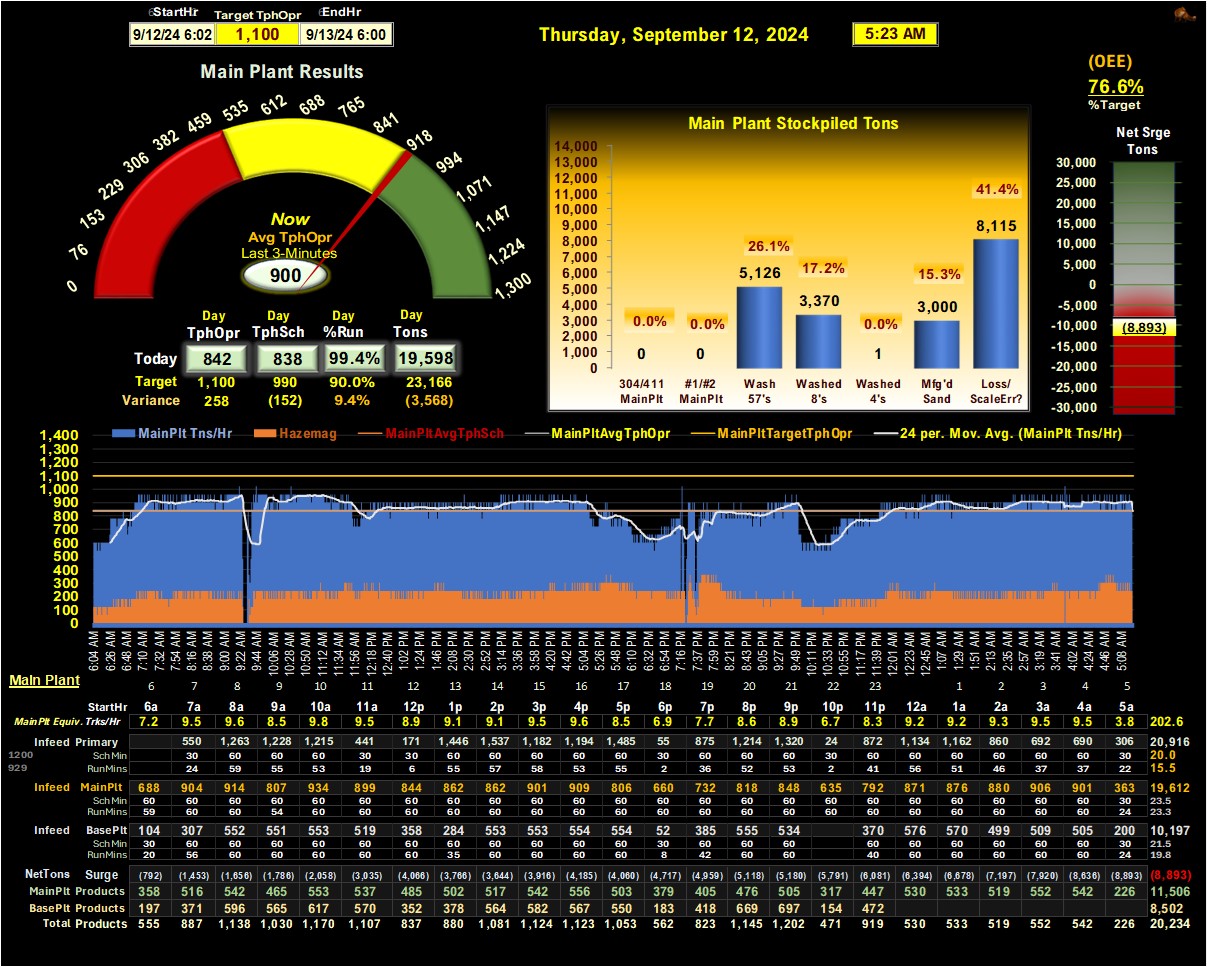 StartHr Target TphOpr EndHr
9/12/24 6:02 1,100 9/13/24 6:00
Thursday, September 12, 2024 5:23 AM
(OEE)
76.6%
%Target
Main Plant Results
0 76 153 229 306 382 459 535 612 688 765 841 918 994 1,071 1,147 1,224 1,300
Now
Avg TphOpr
Last 3-Minutes
900
Day Day Day Day
TphOpr TphSch %Run Tons
Today 842 838 99.4% 19,598
Target 1,100 990 90.0% 23,166
Variance 258 (152) 9.4% (3,568)
Main Plant Stockpiled Tons
14,000
13,000
12,000
11,000
10,000
9,000
8,000
7,000
6,000
5,000
4,000
3,000
2,000
1,000
0
0.0% 0.0% 26.1% 17.2% 0.0% 15.3% 41.4%
0 0 5,126 3,370 1 3,000 8,115
304/411 #1/#2 Wash Washed Washed Mfg'd Loss/
MainPlt MainPlt 57's 8's 4's Sand ScaleErr?
Net Srge
Tons
30,000
25,000
20,000
15,000
10,000
5,000
0
-5,000
-10,000
(8,893)
-15,000
-20,000
-25,000
-30,000
MainPlt Tns/Hr Hazemag MainPltAvgTphSch MainPltAvgTphOpr MainPltTargetTphOpr 24 per. Mov. Avg. (MainPlt Tns/Hr)
1,400
1,300
1,200
1,100
1,000
900
800
700
600
500
400
300
200
100
0
6:04 AM 6:26 AM 6:48 AM 7:10 AM 7:32 AM 7:54 AM 8:16 AM 8:38 AM 9:00 AM 9:22 AM 9:44 AM 10:06 AM 10:28 AM 10:50 AM 11:12 AM 11:34 AM 11:56 AM 12:18 PM 12:40 PM 1:02 PM 1:24 PM 1:46 PM 2:08 PM 2:30 PM 2:52 PM 3:14 PM 3:36 PM 3:58 PM 4:20 PM 4:42 PM 5:04 PM 5:26 PM 5:48 PM 6:10 PM 6:32 PM 6:54 PM 7:16 PM 7:37 PM 7:59 PM 8:21 PM 8:43 PM 9:05 PM 9:27 PM 9:49 PM 10:11 PM 10:33 PM 10:55 PM 11:17 PM 11:39 PM 12:01 AM 12:23 AM 12:45 AM 1:07 AM 1:29 AM 1:51 AM 2:13 AM 2:35 AM 2:57 AM 3:19 AM 3:41 AM 4:02 AM 4:24 AM 4:46 AM 5:08 AM
Main Plant
6 7 8 9 10 11 12 13 14 15 16 17 18 19 20 21 22 23 1 2 3 4 5
StartHr 6a 7a 8a 9a 10a 11a 12p 1p 2p 3p 4p 5p 6p 7p 8p 9p 10p 11p 12a 1a 2a 3a 4a 5a
MainPlt Equiv. Trks/Hr 7.2 9.5 9.6 8.5 9.8 9.5 8.9 9.1 9.1 9.5 9.6 8.5 6.9 7.7 8.6 8.9 6.7 8.3 9.2 9.2 9.3 9.5 9.5 3.8 202.6
Infeed Primary 550 1,263 1,228 1,215 441 171 1,446 1,537 1,182 1,194 1,485 55 875 1,214 1,320 24 872 1,134 1,162 860 692 690 306 20,916
1200 Sch Min 30 60 60 60 30 30 60 60 60 60 60 30 60 60 60 30 60 60 60 60 60 60 30 20.0
929 RunMins 24 59 55 53 19 6 55 57 58 53 55 2 36 52 53 2 41 56 51 46 37 37 22 15.5
Infeed MainPlt 688 904 914 807 934 899 844 862 862 901 909 806 660 732 818 848 635 792 871 876 880 906 901 363 19,612
Sch Min 60 60 60 60 60 60 60 60 60 60 60 60 60 60 60 60 60 60 60 60 60 60 60 30 23.5
RunMins 59 60 60 54 60 60 60 60 60 60 60 60 60 60 60 60 60 60 60 60 60 60 60 24 23.3
Infeed BasePlt 104 307 552 551 553 519 358 284 553 553 554 554 52 385 555 534 370 576 570 499 509 505 200 10,197
Sch Min 30 60 60 60 60 60 60 60 60 60 60 60 30 60 60 60 60 60 60 60 60 60 30 21.5
RunMins 20 56 60 60 60 60 60 35 60 60 60 60 8 42 60 60 40 60 60 60 60 60 24 19.8
NetTons Surge (792) (1,453) (1,656) (1,786) (2,058) (3,035) (4,066) (3,766) (3,644) (3,916) (4,185) (4,060) (4,717) (4,959) (5,118) (5,180) (5,791) (6,081) (6,394) (6,678) (7,197) (7,920) (8,636) (8,893) (8,893)
MainPlt Products 358 516 542 465 553 537 485 502 517 542 556 503 379 405 476 505 317 447 530 533 519 552 542 226 11,506
BasePlt Products 197 371 596 565 617 570 352 378 564 582 567 550 183 418 669 697 154 472 8,502
Total Products 555 887 1,138 1,030 1,170 1,107 837 880 1,081 1,124 1,123 1,053 562 823 1,145 1,202 471 919 530 533 519 552 542 226 20,234